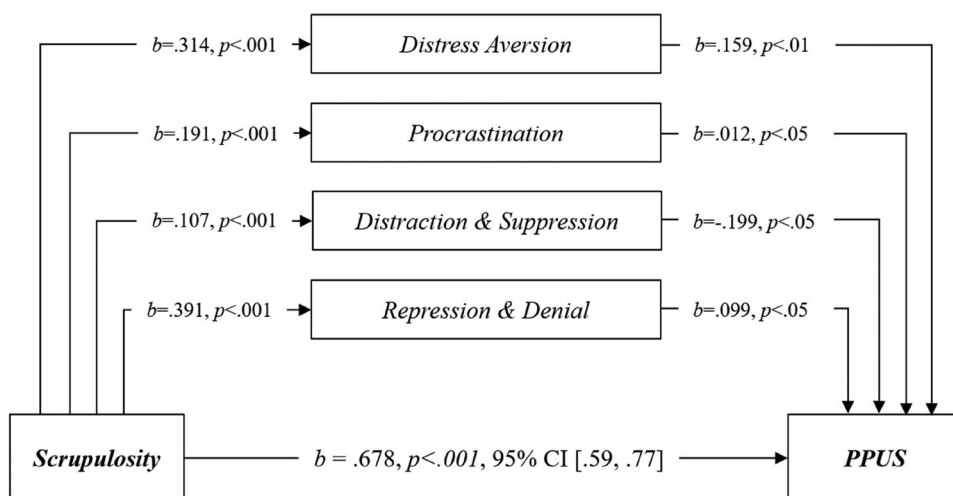 b=.314, p<.001
Distress Aversion
b=.159, p<.01
b=.191, p<.001
Procrastination
b=.012, p<.05
b=.107, p<.001
Distraction & Suppression
b=-.199, p<.05
b=.391, p<.001
Repression & Denial
b=.099, p<.05
Scrupulosity
b = .678, p<.001, 95% CI [.59, .77]
PPUS